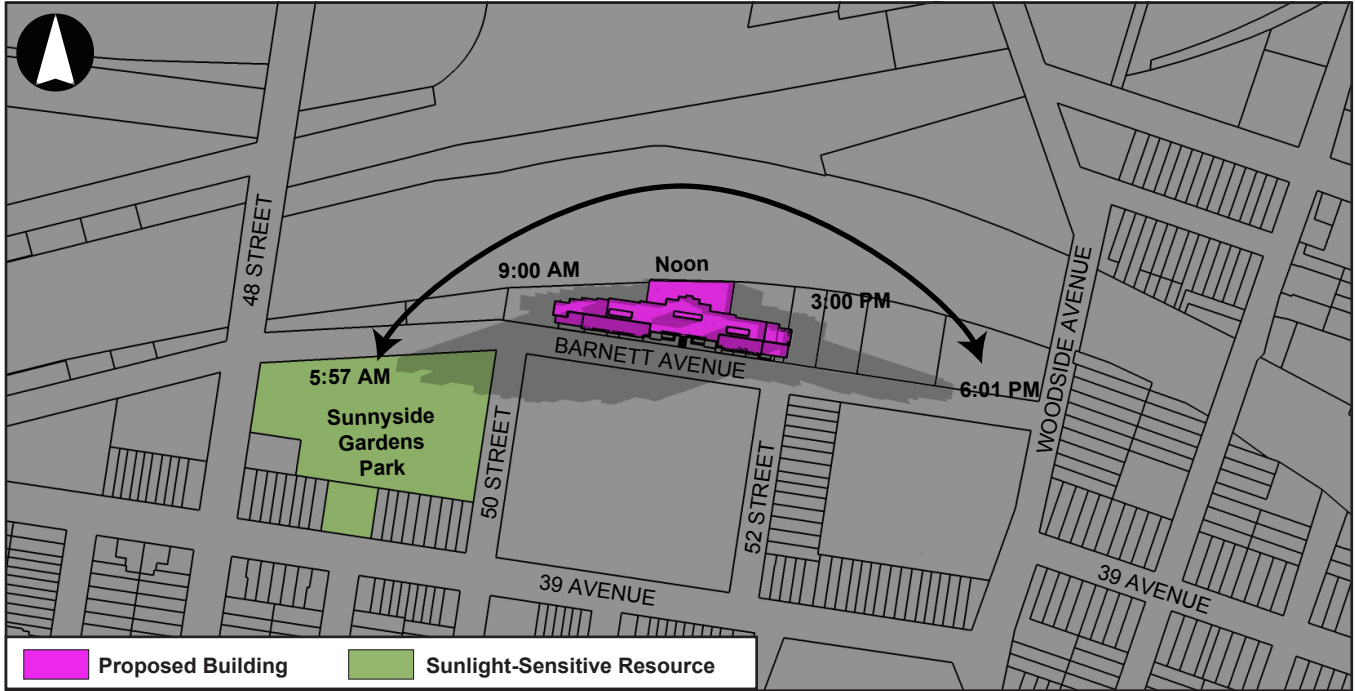 48 STREET
9:00 AM
Noon
3:00 PM
WOODSIDE AVENUE
BARNETT AVENUE
5:57 AM
6:01 PM
Sunnyside
Gardens
Park
50 STREET
52 STREET
39 AVENUE
39 AVENUE
Proposed Building
Sunlight-Sensitive Resource